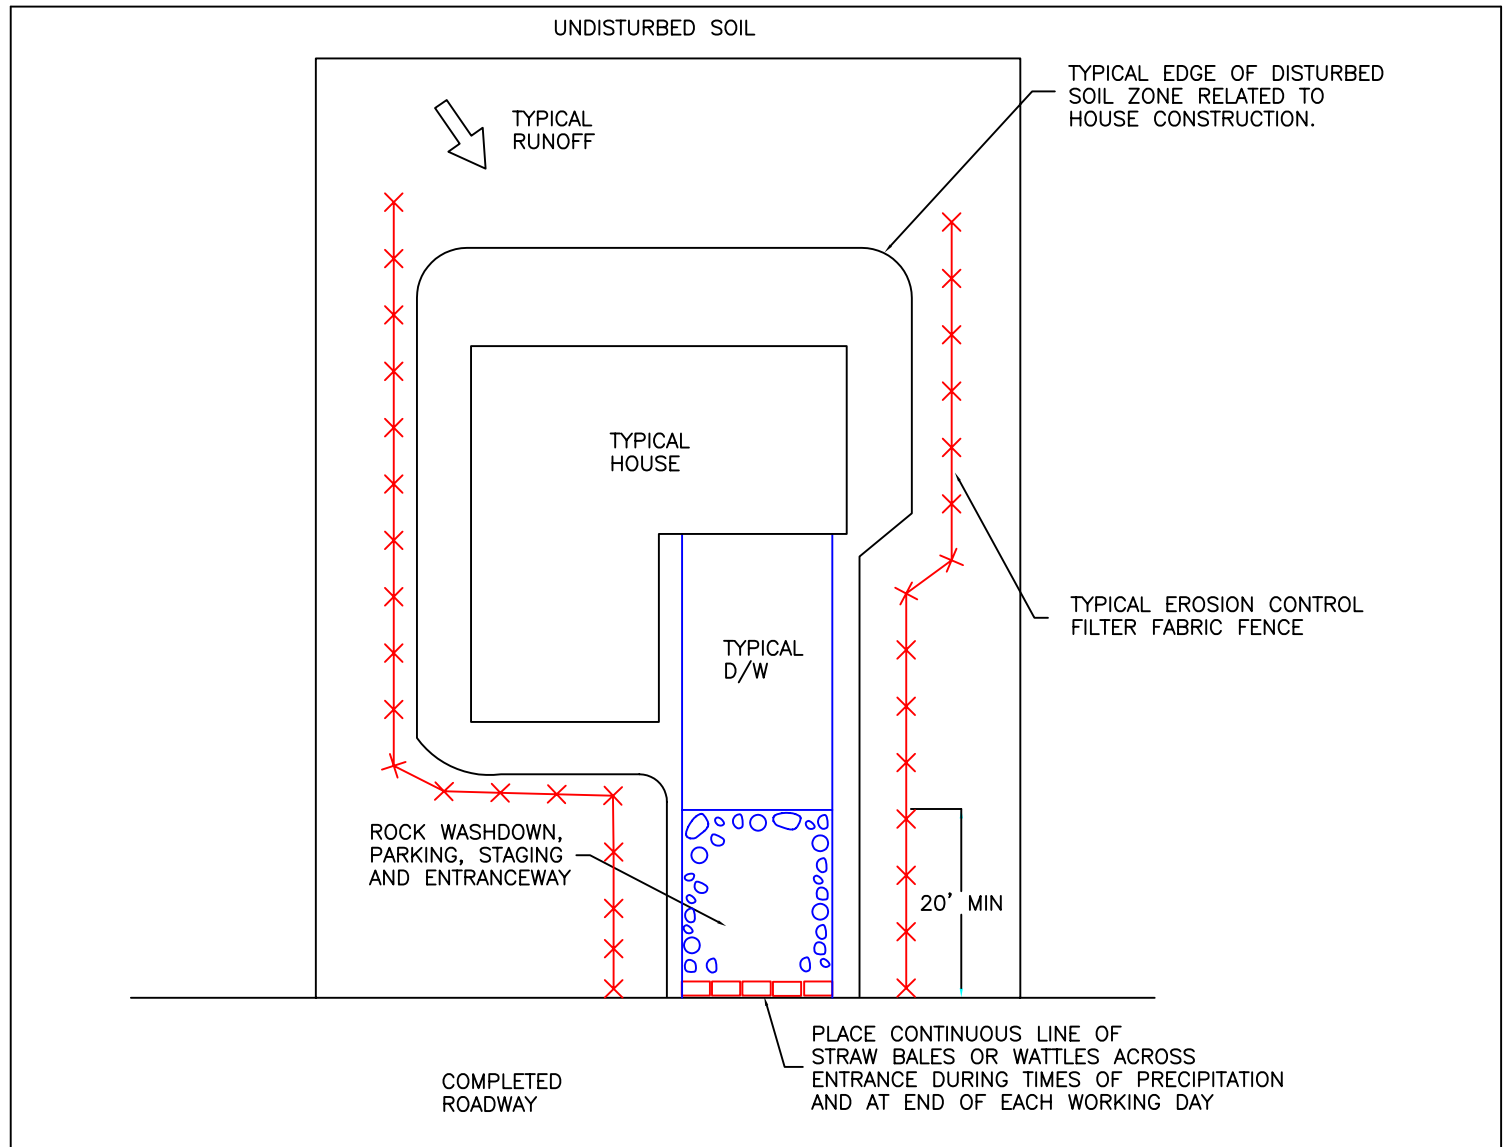 UNDISTURBED SOIL
TYPICAL EDGE OF DISTURBED
SOIL ZONE RELATED TO
HOUSE CONSTRUCTION.
TYPICAL
RUNOFF
TYPICAL
HOUSE
TYPICAL EROSION CONTROL
FILTER FABRIC FENCE
TYPICAL
D/W
ROCK WASHDOWN,
PARKING, STAGING
AND ENTRANCEWAY
20' MIN
PLACE CONTINUOUS LINE OF
STRAW BALES OR WATTLES ACROSS
ENTRANCE DURING TIMES OF PRECIPITATION
AND AT END OF EACH WORKING DAY
COMPLETED
ROADWAY